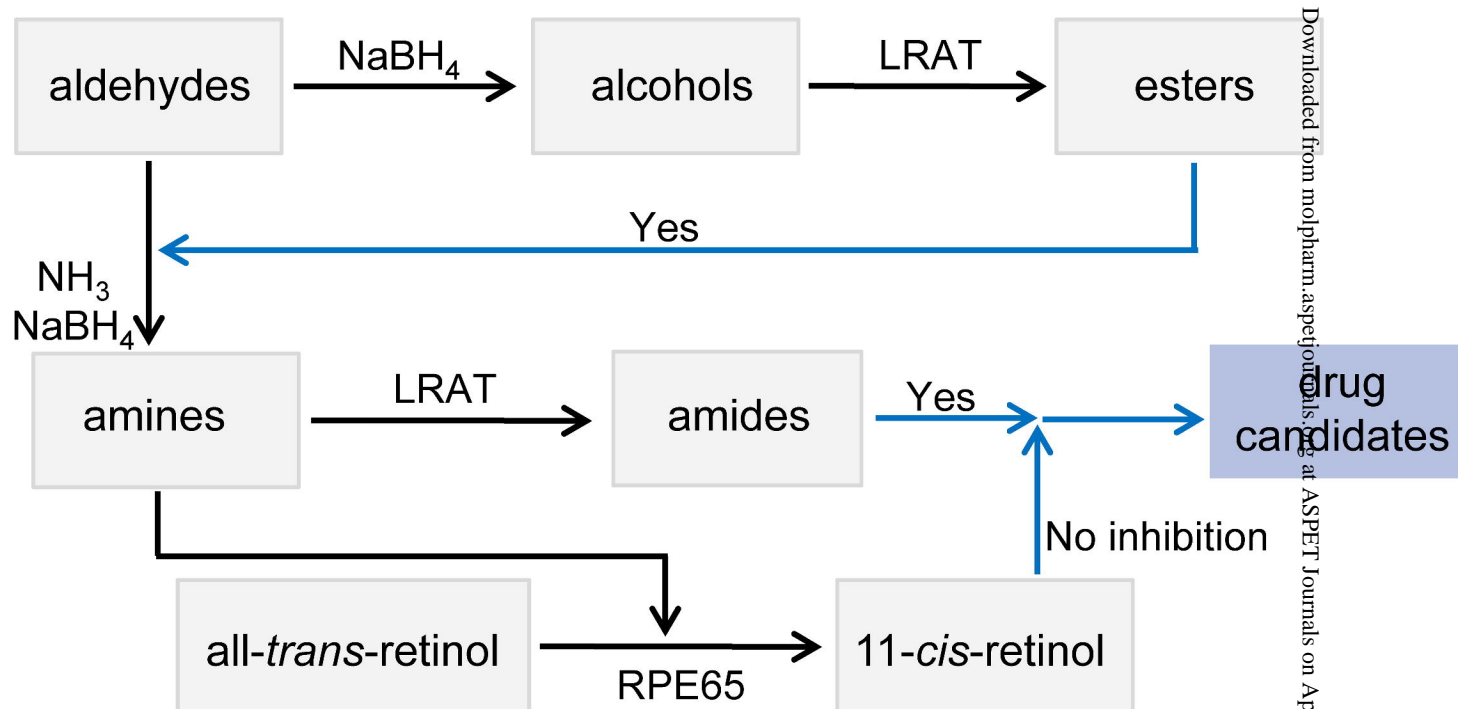 aldehydes
NaBH₄
alcohols
LRAT
esters
Yes
NH₃
NaBH₄
amines
LRAT
amides
Yes
drug
candidates
No inhibition
all-trans-retinol
RPE65
11-cis-retinol
Downloaded from molpharm.aspetjournals.org at ASPET Journals on